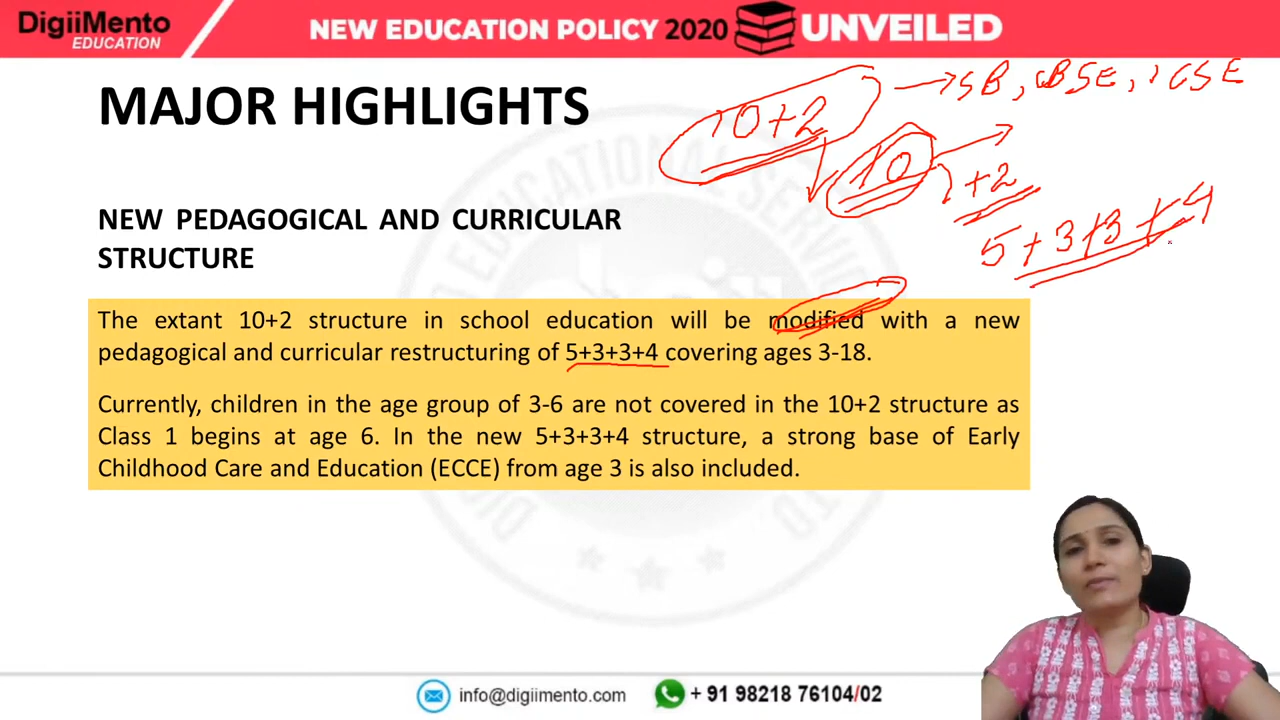 DigiiMento
EDUCATION
NEW EDUCATION POLICY 2020 UNVEILED
MAJOR HIGHLIGHTS
10+2 → SB, CBSE, ICSE
10
+2
5+3+3+4
NEW PEDAGOGICAL AND CURRICULAR
STRUCTURE
The extant 10+2 structure in school education will be modified with a new
pedagogical and curricular restructuring of 5+3+3+4 covering ages 3-18.
Currently, children in the age group of 3-6 are not covered in the 10+2 structure as
Class 1 begins at age 6. In the new 5+3+3+4 structure, a strong base of Early
Childhood Care and Education (ECCE) from age 3 is also included.
info@digiimento.com + 91 98218 76104/02